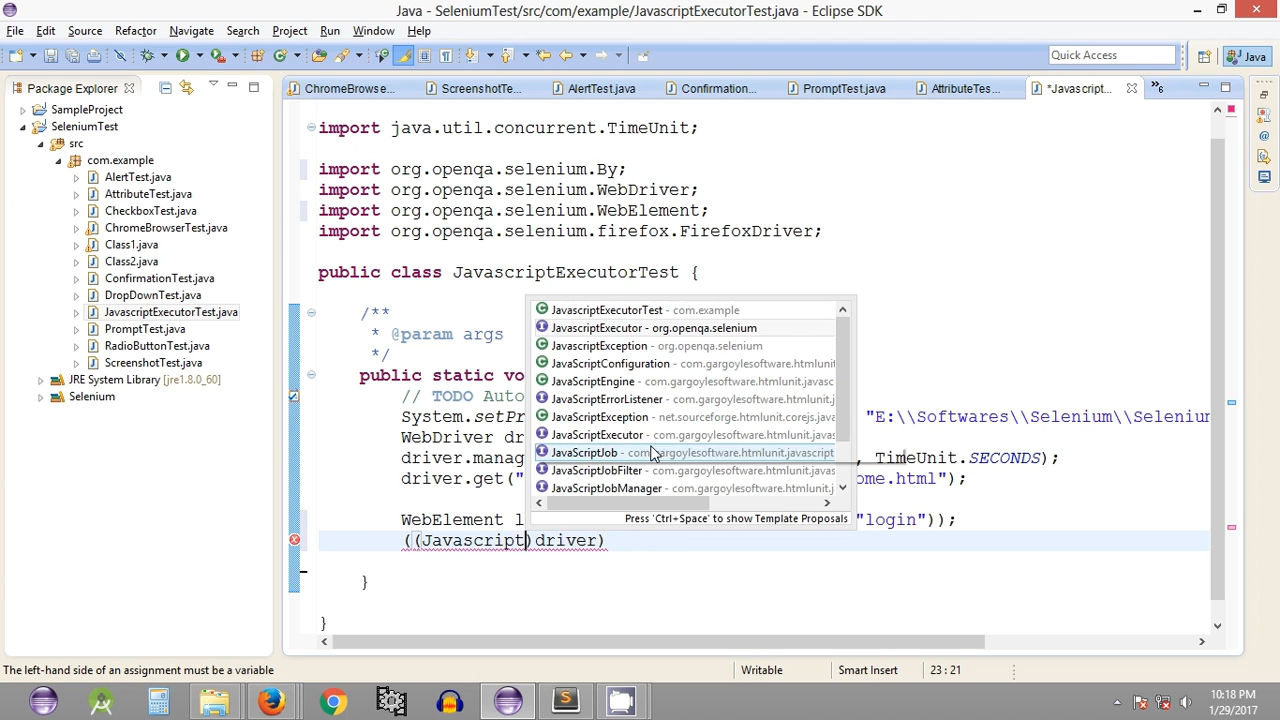 Java - SeleniumTest/src/com/example/JavascriptExecutorTest.java - Eclipse SDK
File Edit Source Refactor Navigate Search Project Run Window Help
Quick Access
Java
Package Explorer
ChromeBrowse...
ScreenshotTe...
AlertTest.java
Confirmation...
PromptTest.java
AttributeTes...
*Javascript...
»6
SampleProject
SeleniumTest
src
com.example
AlertTest.java
AttributeTest.java
CheckboxTest.java
ChromeBrowserTest.java
Class1.java
Class2.java
ConfirmationTest.java
DropDownTest.java
JavascriptExecutorTest.java
PromptTest.java
RadioButtonTest.java
ScreenshotTest.java
JRE System Library [jre1.8.0_60]
Selenium
import java.util.concurrent.TimeUnit;
import org.openqa.selenium.By;
import org.openqa.selenium.WebDriver;
import org.openqa.selenium.WebElement;
import org.openqa.selenium.firefox.FirefoxDriver;
public class JavascriptExecutorTest {
/**
* @param args
*/
public static vo
// TODO Auto
System.setPr "E:\\Softwares\\Selenium\\Seleniun
WebDriver dr
driver.manag , TimeUnit.SECONDS);
driver.get(" ome.html");
WebElement l "login"));
((Javascript)driver)
}
}
JavascriptExecutorTest - com.example
JavascriptExecutor - org.openqa.selenium
JavascriptException - org.openqa.selenium
JavaScriptConfiguration - com.gargoylesoftware.htmlunit.
JavaScriptEngine - com.gargoylesoftware.htmlunit.javasc
JavaScriptErrorListener - com.gargoylesoftware.htmlunit.j
JavaScriptException - net.sourceforge.htmlunit.corejs.java
JavaScriptExecutor - com.gargoylesoftware.htmlunit.javas
JavaScriptJob - com.gargoylesoftware.htmlunit.javascript
JavaScriptJobFilter - com.gargoylesoftware.htmlunit.javas
JavaScriptJobManager - com.gargoylesoftware.htmlunit.j
Press 'Ctrl+Space' to show Template Proposals
The left-hand side of an assignment must be a variable
Writable
Smart Insert
23 : 21
10:18 PM
1/29/2017